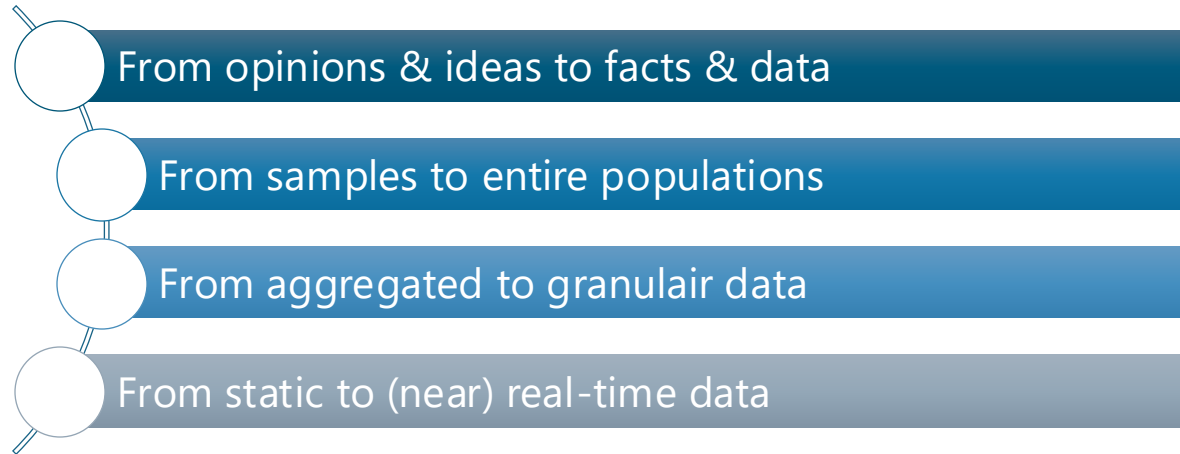 From opinions & ideas to facts & data
From samples to entire populations
From aggregated to granulair data
From static to (near) real-time data